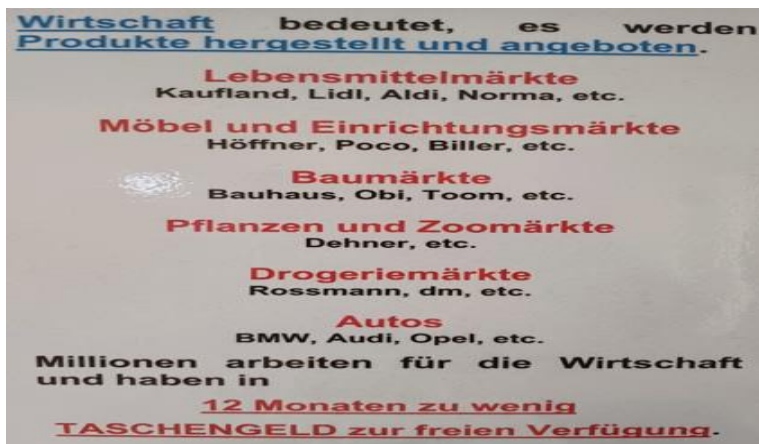 Wirtschaft bedeutet, es werden
Produkte hergestellt und angeboten.
Lebensmittelmärkte
Kaufland, Lidl, Aldi, Norma, etc.
Möbel und Einrichtungsmärkte
Höffner, Poco, Biller, etc.
Baumärkte
Bauhaus, Obi, Toom, etc.
Pflanzen und Zoomärkte
Dehner, etc.
Drogeriemärkte
Rossmann, dm, etc.
Autos
BMW, Audi, Opel, etc.
Millionen arbeiten für die Wirtschaft
und haben in
12 Monaten zu wenig
TASCHENGELD zur freien Verfügung.